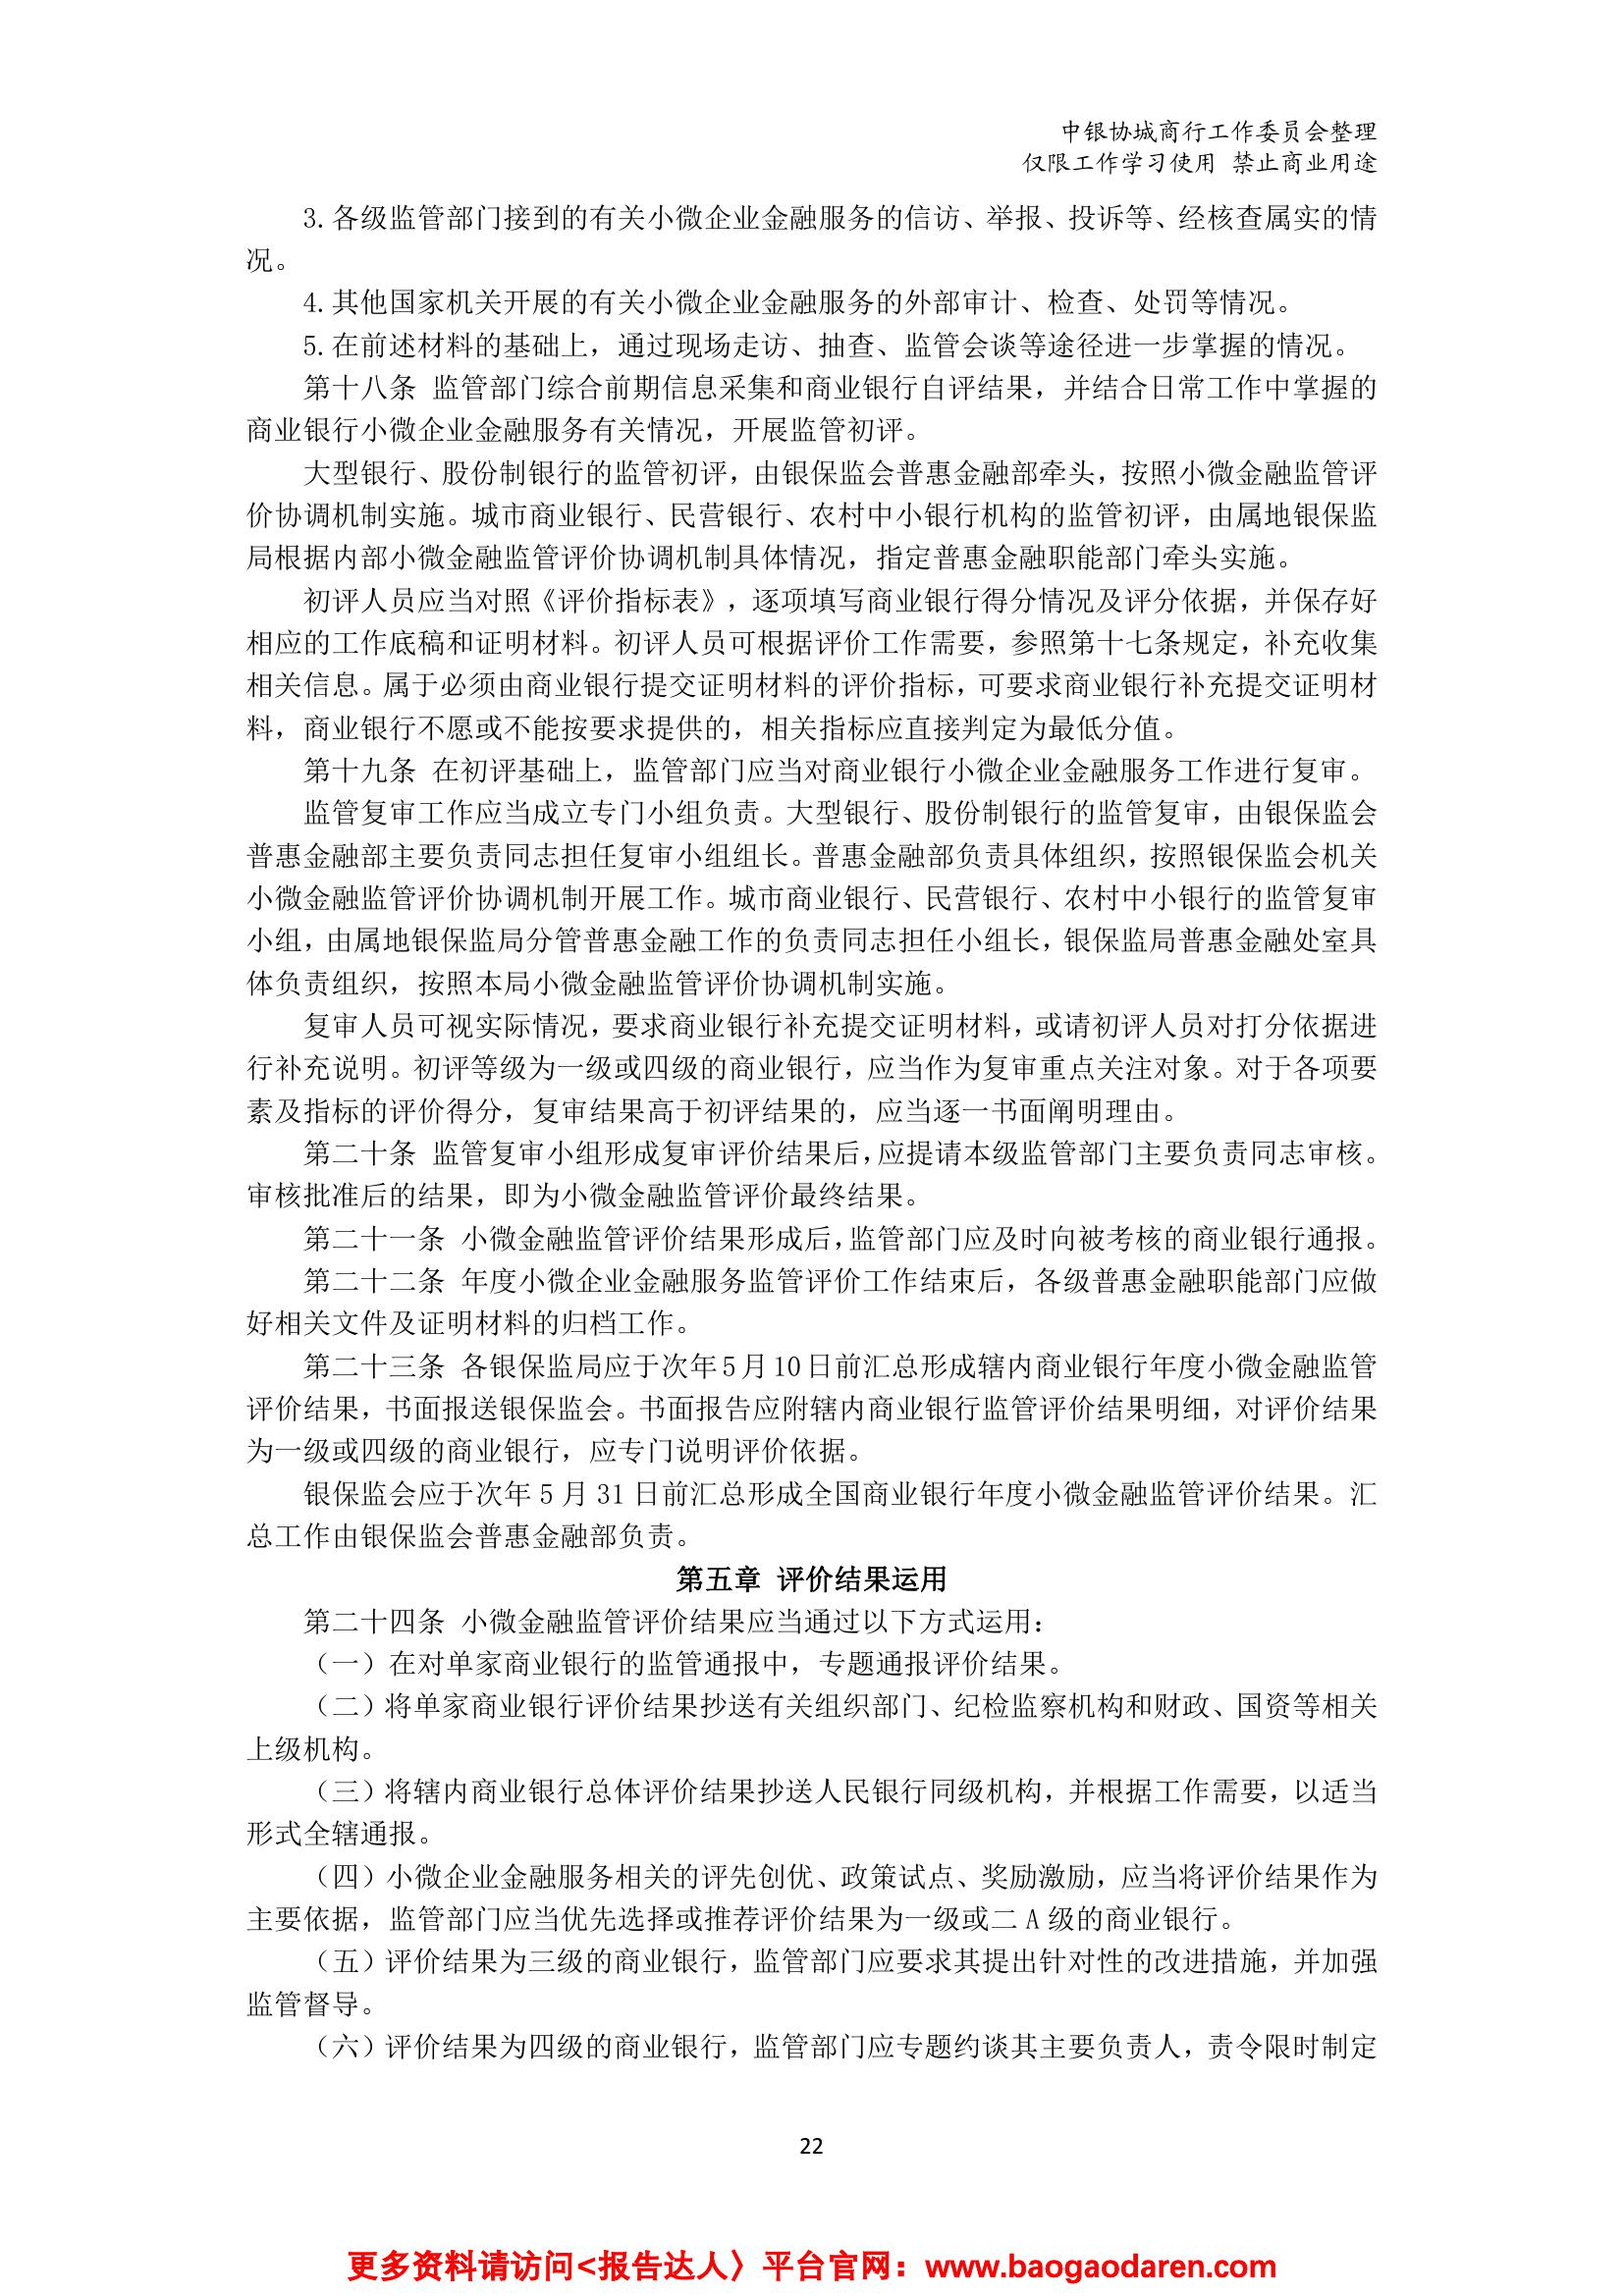 中银协城商行工作委员会整理
仅限工作学习使用 禁止商业用途
3.各级监管部门接到的有关小微企业金融服务的信访、举报、投诉等、经核查属实的情
况。
4.其他国家机关开展的有关小微企业金融服务的外部审计、检查、处罚等情况。
5.在前述材料的基础上，通过现场走访、抽查、监管会谈等途径进一步掌握的情况。
第十八条 监管部门综合前期信息采集和商业银行自评结果，并结合日常工作中掌握的
商业银行小微企业金融服务有关情况，开展监管初评。
大型银行、股份制银行的监管初评，由银保监会普惠金融部牵头，按照小微金融监管评
价协调机制实施。城市商业银行、民营银行、农村中小银行机构的监管初评，由属地银保监
局根据内部小微金融监管评价协调机制具体情况，指定普惠金融职能部门牵头实施。
初评人员应当对照《评价指标表》，逐项填写商业银行得分情况及评分依据，并保存好
相应的工作底稿和证明材料。初评人员可根据评价工作需要，参照第十七条规定，补充收集
相关信息。属于必须由商业银行提交证明材料的评价指标，可要求商业银行补充提交证明材
料，商业银行不愿或不能按要求提供的，相关指标应直接判定为最低分值。
第十九条 在初评基础上，监管部门应当对商业银行小微企业金融服务工作进行复审。
监管复审工作应当成立专门小组负责。大型银行、股份制银行的监管复审，由银保监会
普惠金融部主要负责同志担任复审小组组长。普惠金融部负责具体组织，按照银保监会机关
小微金融监管评价协调机制开展工作。城市商业银行、民营银行、农村中小银行的监管复审
小组，由属地银保监局分管普惠金融工作的负责同志担任小组长，银保监局普惠金融处室具
体负责组织，按照本局小微金融监管评价协调机制实施。
复审人员可视实际情况，要求商业银行补充提交证明材料，或请初评人员对打分依据进
行补充说明。初评等级为一级或四级的商业银行，应当作为复审重点关注对象。对于各项要
素及指标的评价得分，复审结果高于初评结果的，应当逐一书面阐明理由。
第二十条 监管复审小组形成复审评价结果后，应提请本级监管部门主要负责同志审核。
审核批准后的结果，即为小微金融监管评价最终结果。
第二十一条 小微金融监管评价结果形成后，监管部门应及时向被考核的商业银行通报。
第二十二条 年度小微企业金融服务监管评价工作结束后，各级普惠金融职能部门应做
好相关文件及证明材料的归档工作。
第二十三条 各银保监局应于次年5月10日前汇总形成辖内商业银行年度小微金融监管
评价结果，书面报送银保监会。书面报告应附辖内商业银行监管评价结果明细，对评价结果
为一级或四级的商业银行，应专门说明评价依据。
银保监会应于次年 5 月 31 日前汇总形成全国商业银行年度小微金融监管评价结果。汇
总工作由银保监会普惠金融部负责。
第五章 评价结果运用
第二十四条 小微金融监管评价结果应当通过以下方式运用：
（一）在对单家商业银行的监管通报中，专题通报评价结果。
（二）将单家商业银行评价结果抄送有关组织部门、纪检监察机构和财政、国资等相关
上级机构。
（三）将辖内商业银行总体评价结果抄送人民银行同级机构，并根据工作需要，以适当
形式全辖通报。
（四）小微企业金融服务相关的评先创优、政策试点、奖励激励，应当将评价结果作为
主要依据，监管部门应当优先选择或推荐评价结果为一级或二 A 级的商业银行。
（五）评价结果为三级的商业银行，监管部门应要求其提出针对性的改进措施，并加强
监管督导。
（六）评价结果为四级的商业银行，监管部门应专题约谈其主要负责人，责令限时制定
22
更多资料请访问<报告达人〉平台官网：www.baogaodaren.com